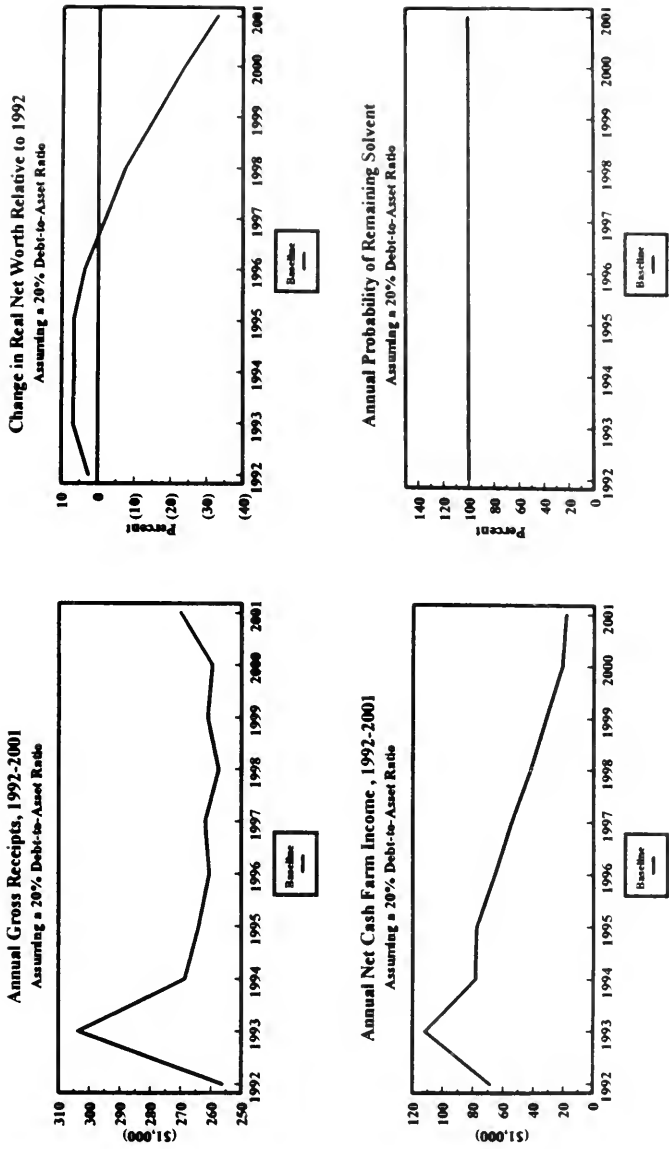 Annual Gross Receipts, 1992-2001
Assuming a 20% Debt-to-Asset Ratio
($1,000)
310
300
290
280
270
260
250
1992 1993 1994 1995 1996 1997 1998 1999 2000 2001
Baseline
Change in Real Net Worth Relative to 1992
Assuming a 20% Debt-to-Asset Ratio
Percent
10
0
(10)
(20)
(30)
(40)
1992 1993 1994 1995 1996 1997 1998 1999 2000 2001
Baseline
Annual Net Cash Farm Income , 1992-2001
Assuming a 20% Debt-to-Asset Ratio
($1,000)
120
100
80
60
40
20
0
1992 1993 1994 1995 1996 1997 1998 1999 2000 2001
Baseline
Annual Probability of Remaining Solvent
Assuming a 20% Debt-to-Asset Ratio
Percent
140
120
100
80
60
40
20
0
1992 1993 1994 1995 1996 1997 1998 1999 2000 2001
Baseline